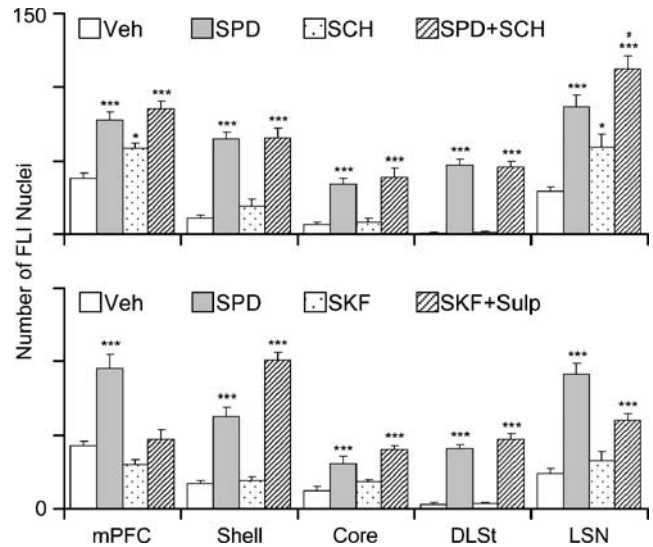 150
Veh SPD SCH SPD+SCH
*** * *** *** *** *** *** *** *** *** * # ***
Number of FLI Nuclei
Veh SPD SKF SKF+Sulp
*** *** *** *** *** *** *** *** ***
0
mPFC Shell Core DLSt LSN